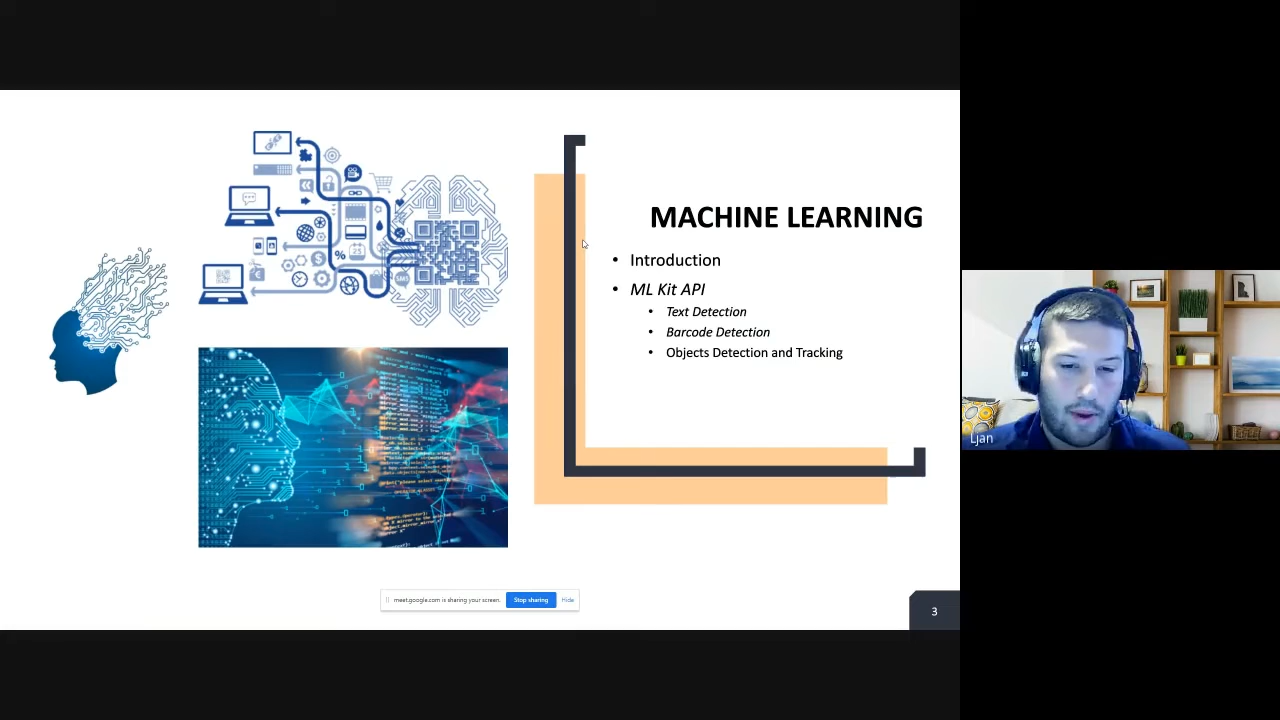 MACHINE LEARNING
• Introduction
• ML Kit API
• Text Detection
• Barcode Detection
• Objects Detection and Tracking
Ljan
meet.google.com is sharing your screen.
Stop sharing
Hide
3